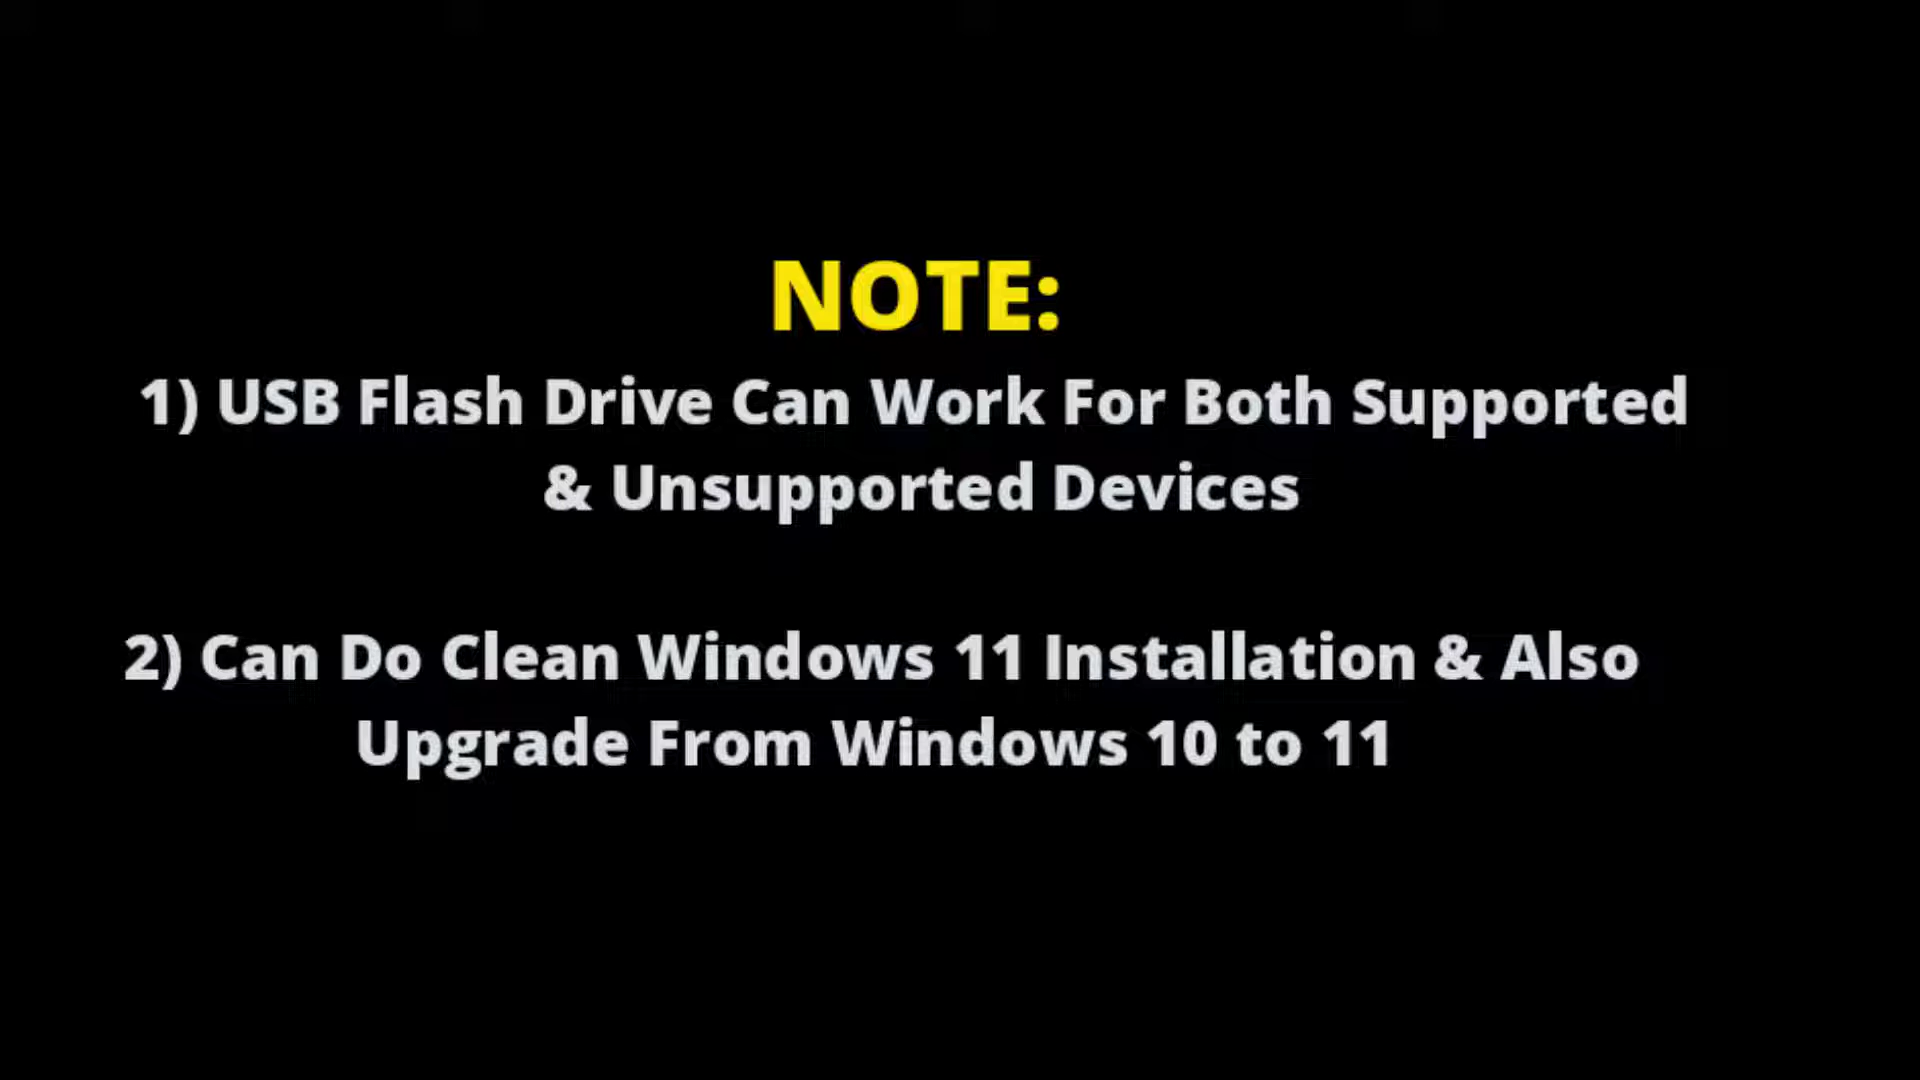 NOTE:
1) USB Flash Drive Can Work For Both Supported
& Unsupported Devices
2) Can Do Clean Windows 11 Installation & Also
Upgrade From Windows 10 to 11